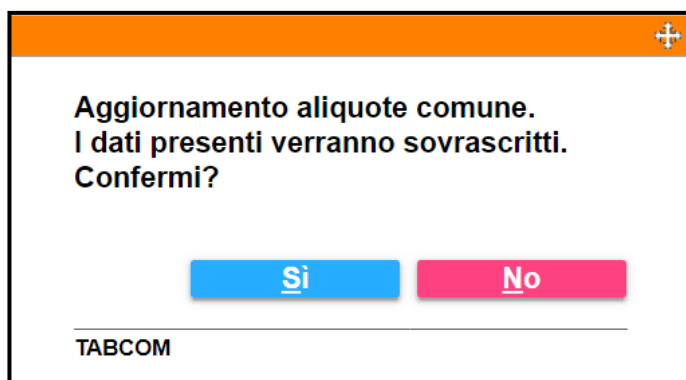 Aggiornamento aliquote comune.
I dati presenti verranno sovrascritti.
Confermi?
Sì No
TABCOM